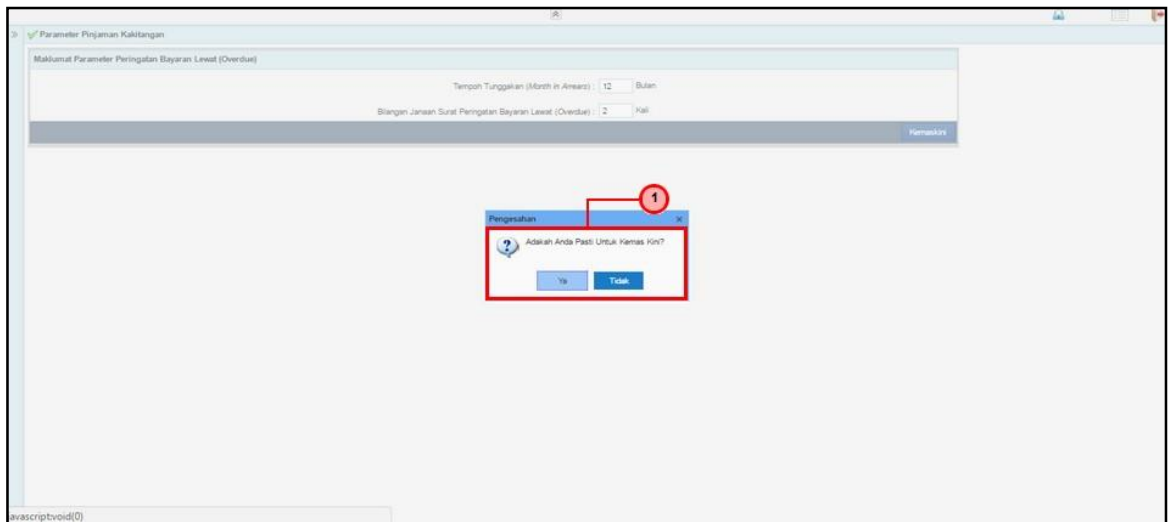 Parameter Pinjaman Kakitangan
Maklumat Parameter Peringatan Bayaran Lewat (Overdue)
Tempoh Tunggakan (Month in Arrears) : 12 Bulan
Bilangan Janaan Surat Peringatan Bayaran Lewat (Overdue) : 2 Kali
Kemaskini
1
Pengesahan
Adakah Anda Pasti Untuk Kemas Kini?
Ya Tidak
avascript:void(0)